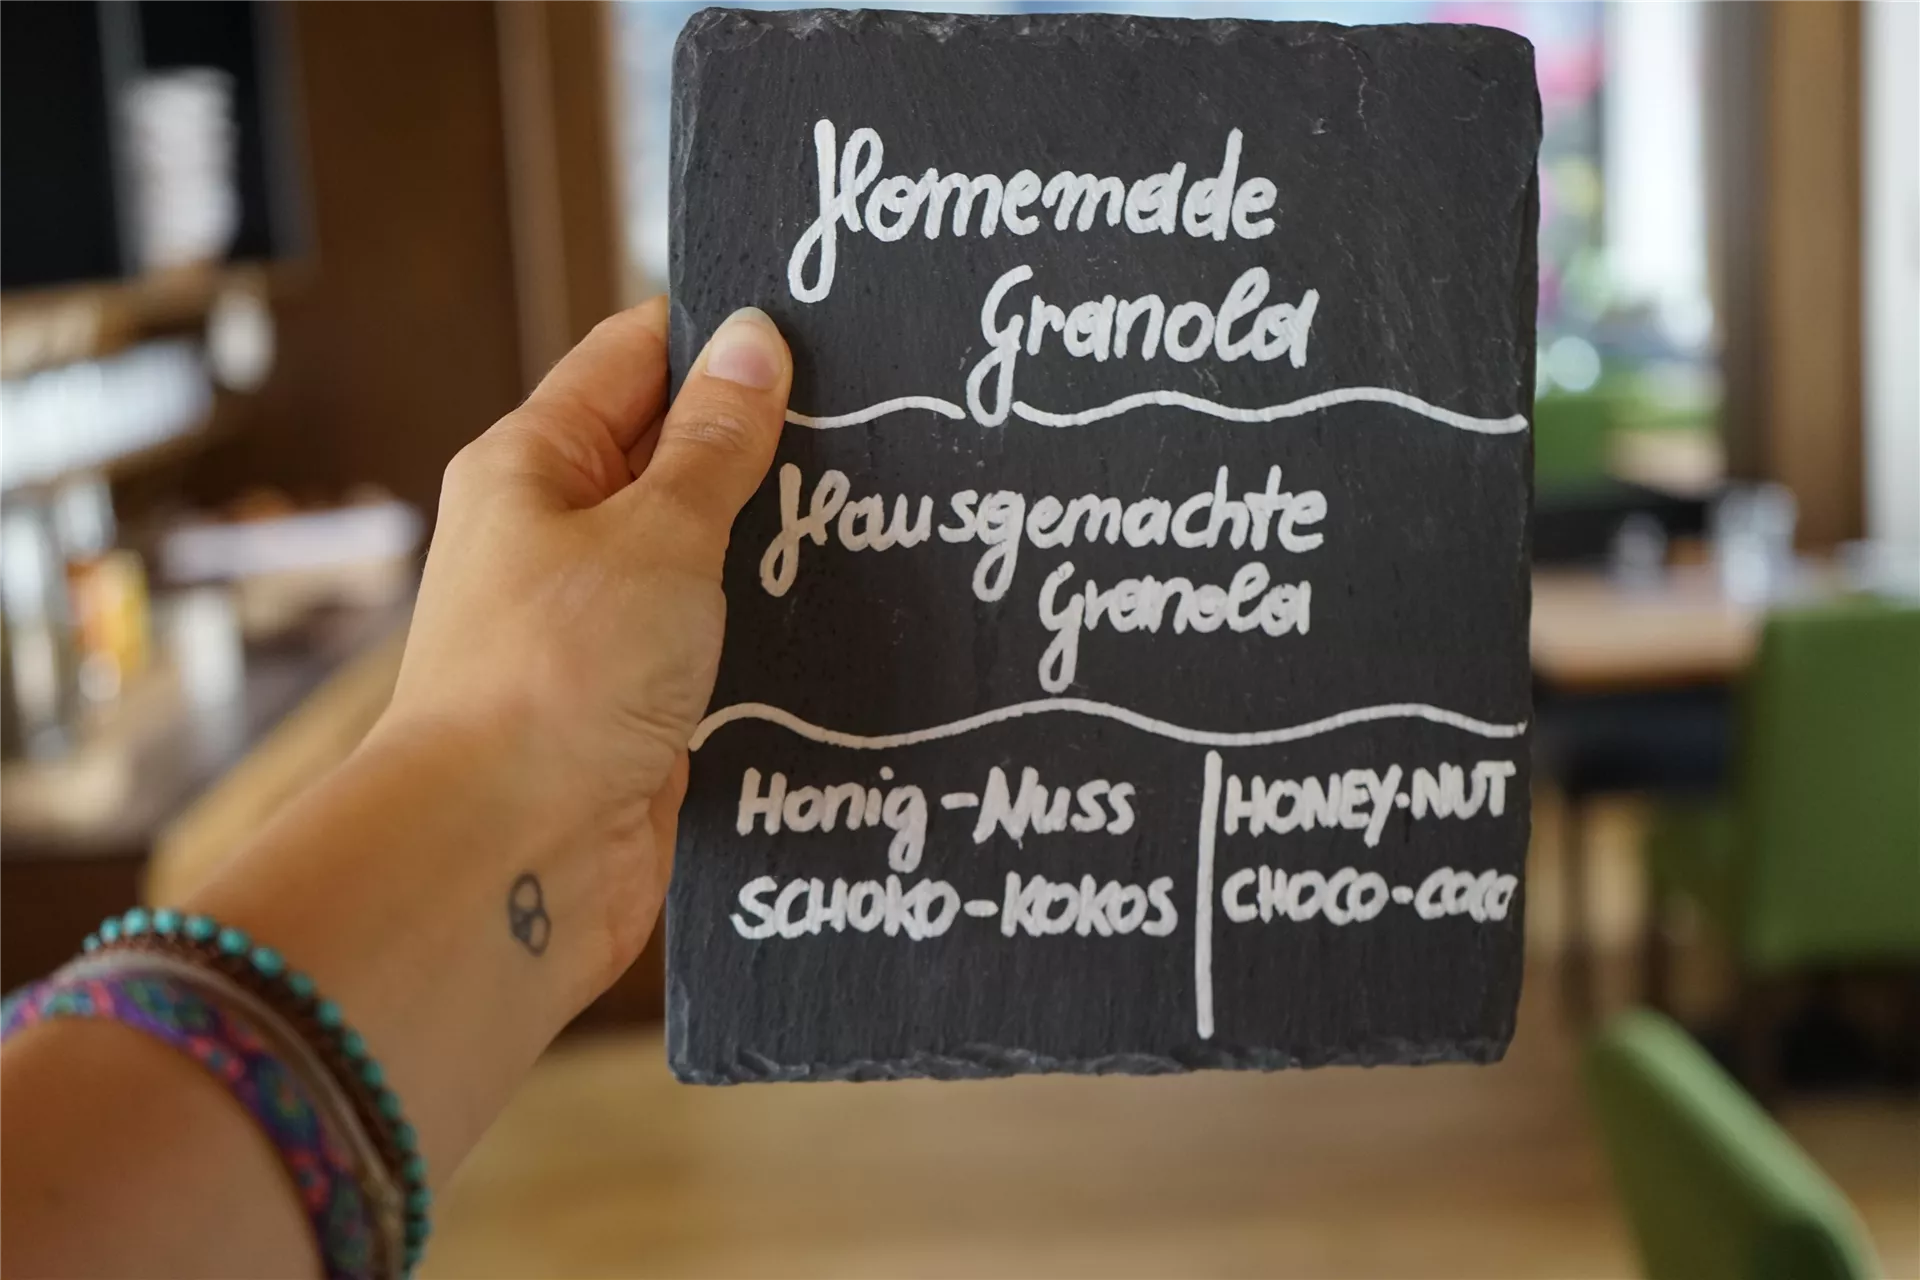 Homemade
Granola
Hausgemachte
Granola
Honig-Nuss
SCHOKO-KOKOS
HONEY-NUT
CHOCO-COCO